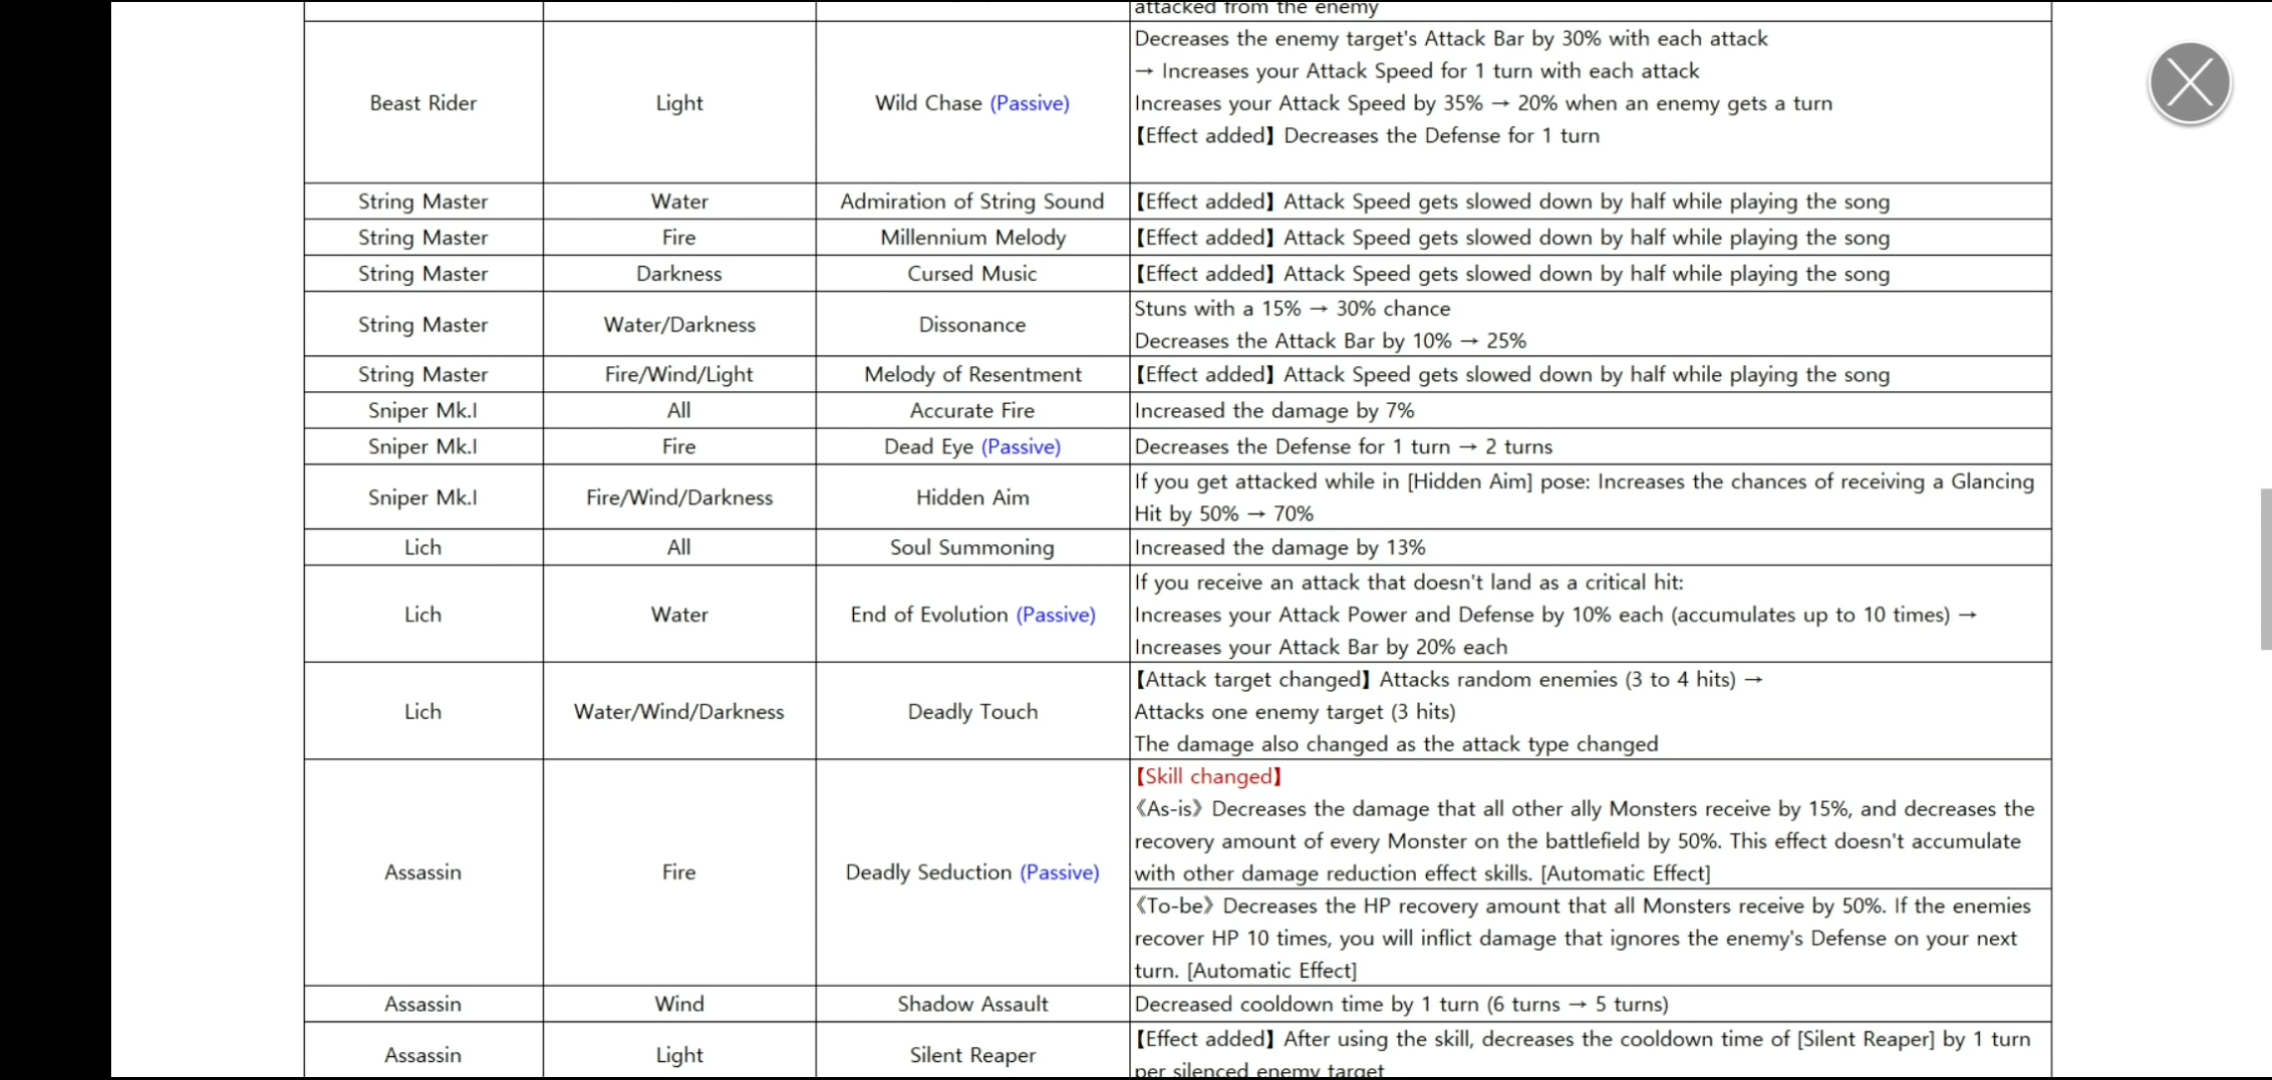 attacked from the enemy
Beast Rider
Light
Wild Chase (Passive)
Decreases the enemy target's Attack Bar by 30% with each attack
→ Increases your Attack Speed for 1 turn with each attack
Increases your Attack Speed by 35% → 20% when an enemy gets a turn
【Effect added】 Decreases the Defense for 1 turn
String Master
Water
Admiration of String Sound
【Effect added】 Attack Speed gets slowed down by half while playing the song
String Master
Fire
Millennium Melody
【Effect added】 Attack Speed gets slowed down by half while playing the song
String Master
Darkness
Cursed Music
【Effect added】 Attack Speed gets slowed down by half while playing the song
String Master
Water/Darkness
Dissonance
Stuns with a 15% → 30% chance
Decreases the Attack Bar by 10% → 25%
String Master
Fire/Wind/Light
Melody of Resentment
【Effect added】 Attack Speed gets slowed down by half while playing the song
Sniper Mk.I
All
Accurate Fire
Increased the damage by 7%
Sniper Mk.I
Fire
Dead Eye (Passive)
Decreases the Defense for 1 turn → 2 turns
Sniper Mk.I
Fire/Wind/Darkness
Hidden Aim
If you get attacked while in [Hidden Aim] pose: Increases the chances of receiving a Glancing
Hit by 50% → 70%
Lich
All
Soul Summoning
Increased the damage by 13%
Lich
Water
End of Evolution (Passive)
If you receive an attack that doesn't land as a critical hit:
Increases your Attack Power and Defense by 10% each (accumulates up to 10 times) →
Increases your Attack Bar by 20% each
Lich
Water/Wind/Darkness
Deadly Touch
【Attack target changed】 Attacks random enemies (3 to 4 hits) →
Attacks one enemy target (3 hits)
The damage also changed as the attack type changed
Assassin
Fire
Deadly Seduction (Passive)
【Skill changed】
《As-is》 Decreases the damage that all other ally Monsters receive by 15%, and decreases the
recovery amount of every Monster on the battlefield by 50%. This effect doesn't accumulate
with other damage reduction effect skills. [Automatic Effect]
《To-be》 Decreases the HP recovery amount that all Monsters receive by 50%. If the enemies
recover HP 10 times, you will inflict damage that ignores the enemy's Defense on your next
turn. [Automatic Effect]
Assassin
Wind
Shadow Assault
Decreased cooldown time by 1 turn (6 turns → 5 turns)
Assassin
Light
Silent Reaper
【Effect added】 After using the skill, decreases the cooldown time of [Silent Reaper] by 1 turn
per silenced enemy target